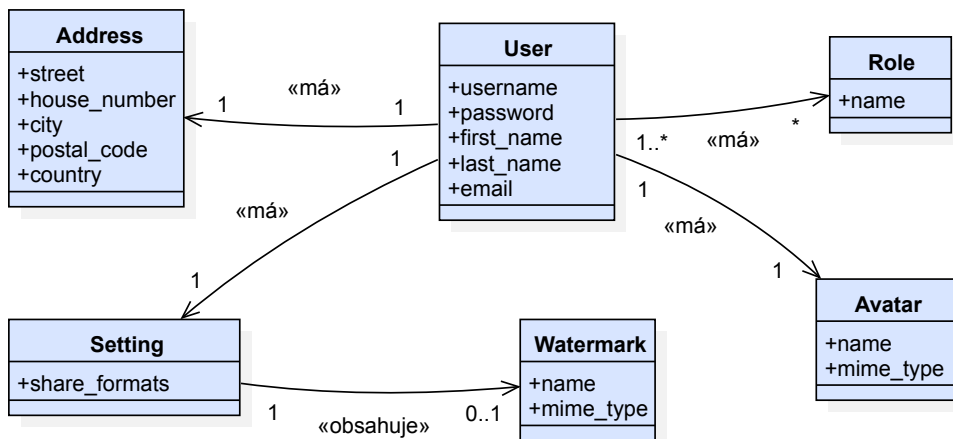 Address
+street
+house_number
+city
+postal_code
+country
«má»
1
1
User
+username
+password
+first_name
+last_name
+email
1..*
«má»
*
Role
+name
1
«má»
1
1
«má»
1
Avatar
+name
+mime_type
Setting
+share_formats
1
«obsahuje»
0..1
Watermark
+name
+mime_type